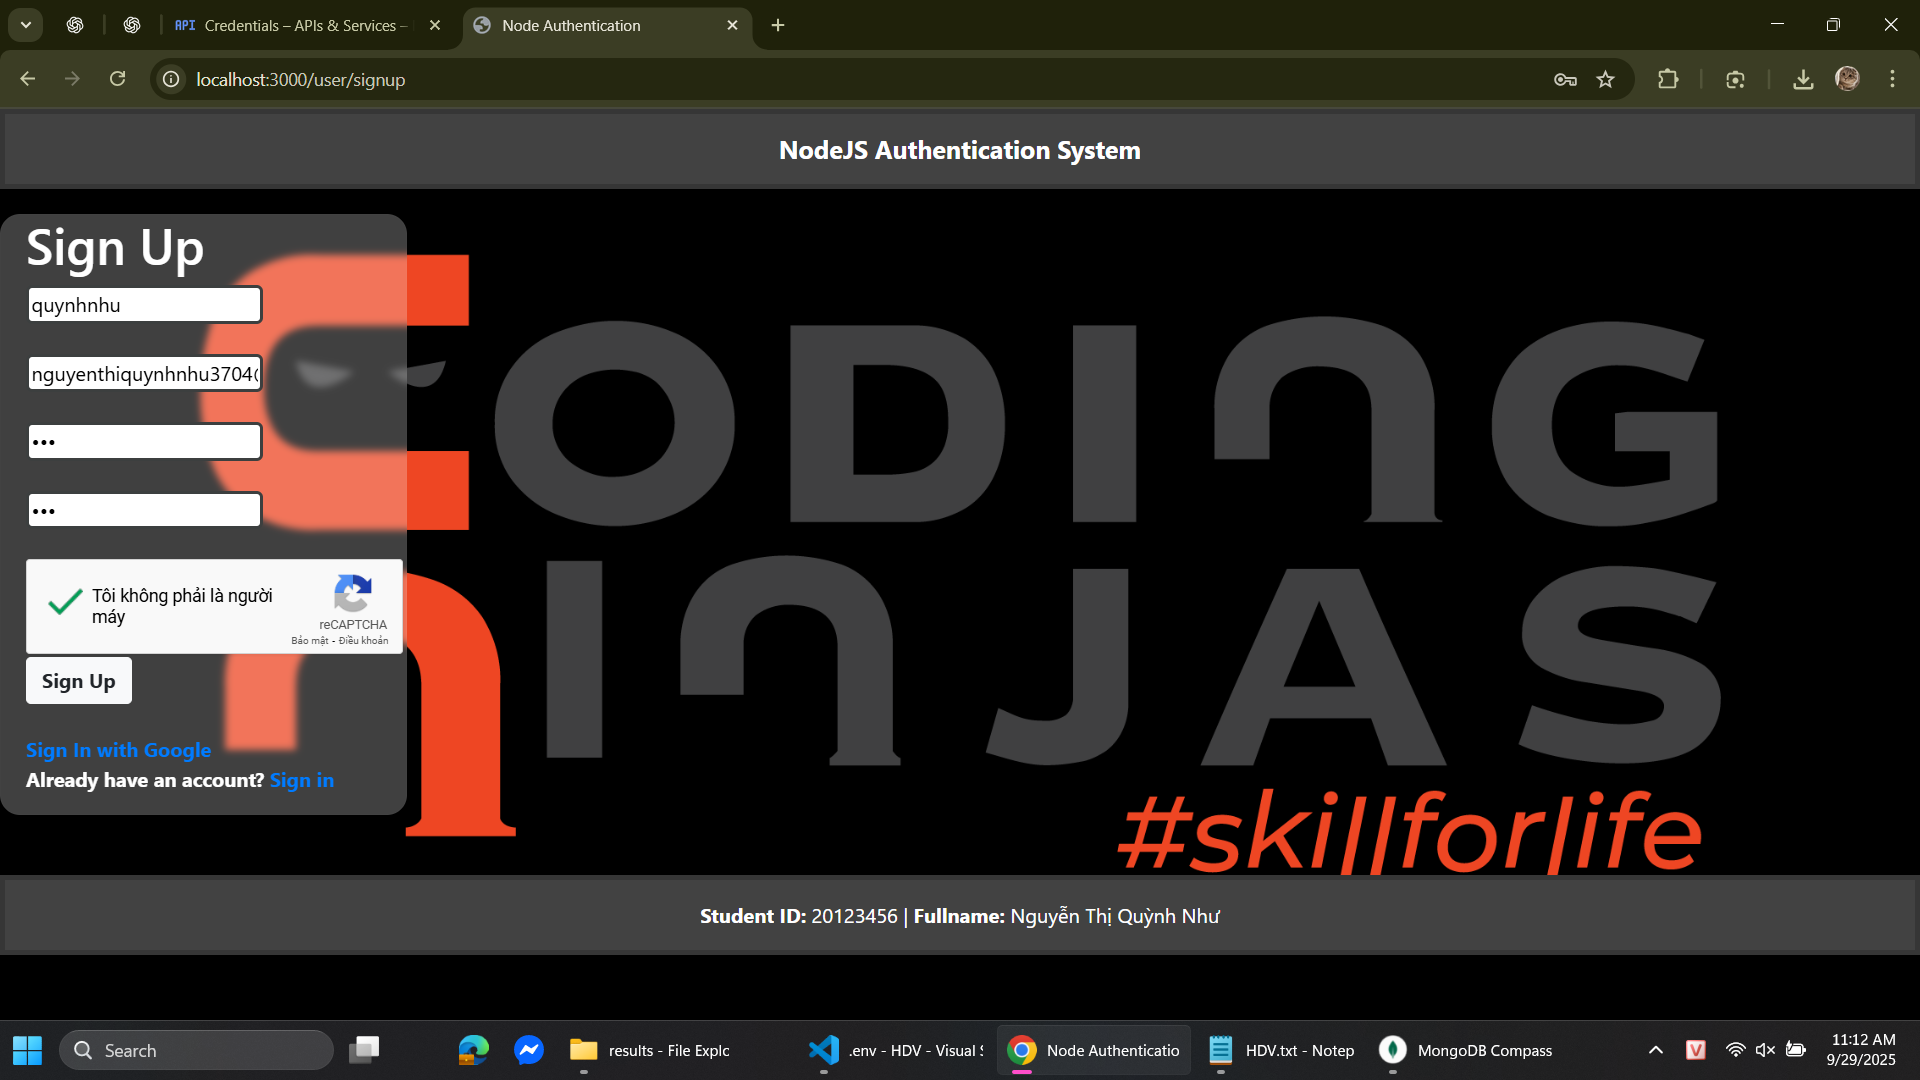 API Credentials – APIs & Services –
Node Authentication
localhost:3000/user/signup
NodeJS Authentication System
Sign Up
quynhnhu
nguyenthiquynhnhu3704@
•••
•••
Tôi không phải là người
máy
reCAPTCHA
Bảo mật - Điều khoản
Sign Up
Sign In with Google
Already have an account? Sign in
CODING
NINJAS
#skillforlife
Student ID: 20123456 | Fullname: Nguyễn Thị Quỳnh Như
Search
results - File Explc
.env - HDV - Visual S
Node Authenticatio
HDV.txt - Notep
MongoDB Compass
V
11:12 AM
9/29/2025